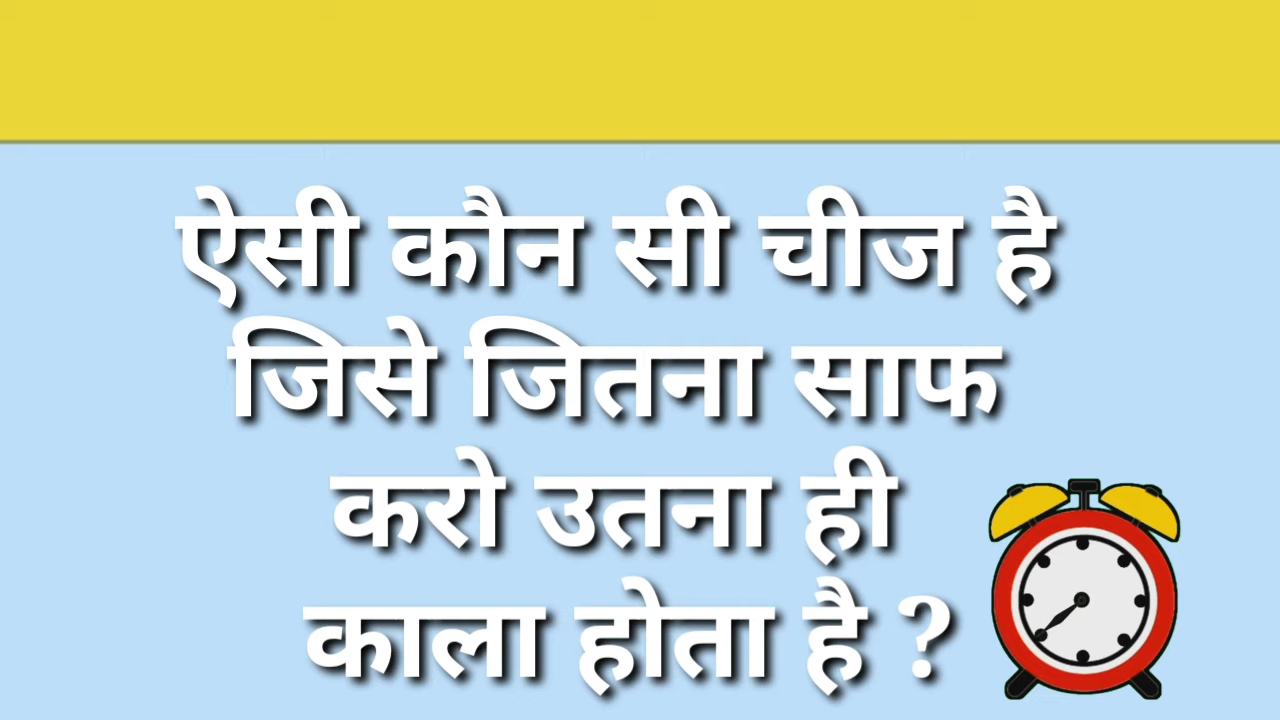 ऐसी कौन सी चीज है
जिसे जितना साफ
करो उतना ही
काला होता है ?